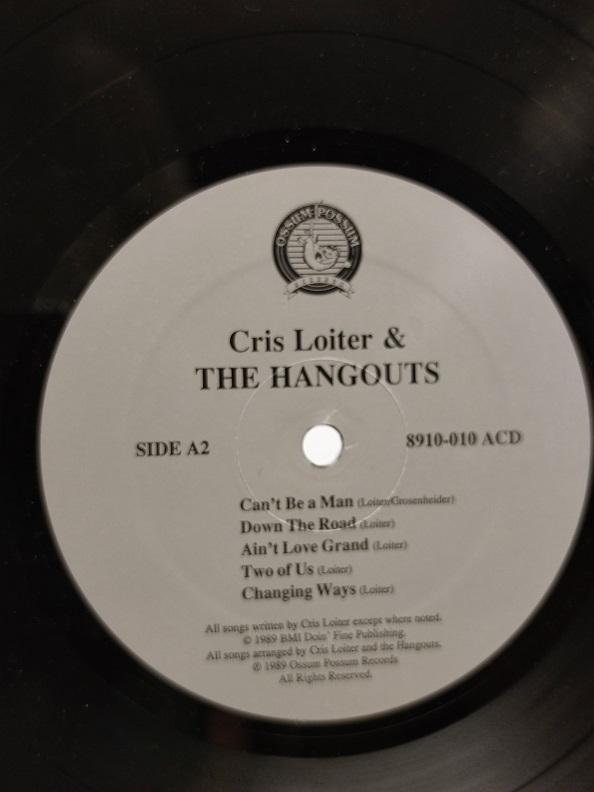 OSSUM POSSUM
RECORDS
Cris Loiter &
THE HANGOUTS
SIDE A2
8910-010 ACD
Can't Be a Man (Loiter/Grosenheider)
Down The Road (Loiter)
Ain't Love Grand (Loiter)
Two of Us (Loiter)
Changing Ways (Loiter)
All songs written by Cris Loiter except where noted.
© 1989 BMI Doin' Fine Publishing.
All songs arranged by Cris Loiter and the Hangouts.
℗ 1989 Ossum Possum Records
All Rights Reserved.